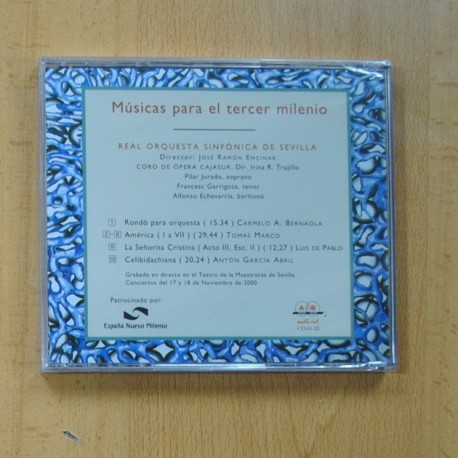 Músicas para el tercer milenio
REAL ORQUESTA SINFÓNICA DE SEVILLA
Director: JOSÉ RAMÓN ENCINAR
CORO DE ÓPERA CAJASUR, Dir. Irina R. Trujillo
Pilar Jurado, soprano
Francesc Garrigosa, tenor
Alfonso Echevarría, barítono
1 Rondó para orquesta ( 15.34 ) CARMELO A. BERNAOLA
2-8 América ( I a VII ) ( 29,44 ) TOMÁS MARCO
9 La Señorita Cristina ( Acto III, Esc. II ) ( 12,27 ) LUIS DE PABLO
10 Celibidachiana ( 20,24 ) ANTÓN GARCÍA ABRIL
Grabado en directo en el Teatro de la Maestranza de Sevilla
Conciertos del 17 y 18 de Noviembre de 2000
Patrocinado por:
España Nuevo Milenio